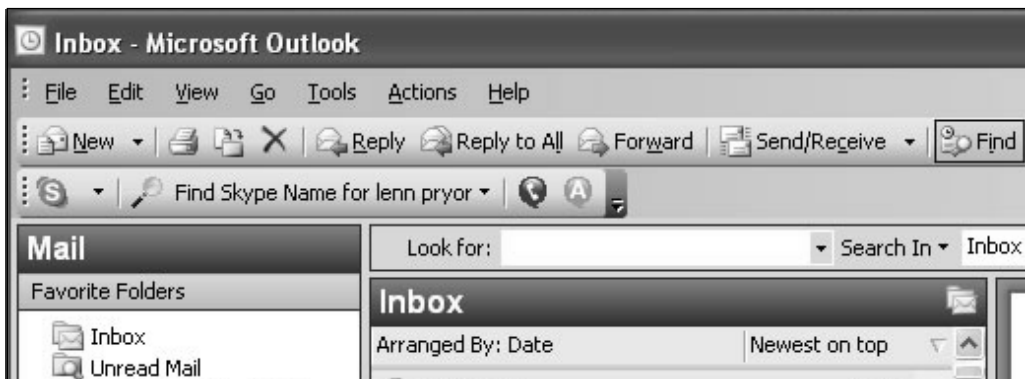 Inbox - Microsoft Outlook
File Edit View Go Tools Actions Help
New Reply Reply to All Forward Send/Receive Find
S Find Skype Name for lenn pryor A
Mail
Look for: Search In Inbox
Favorite Folders
Inbox
Arranged By: Date Newest on top
Inbox
Unread Mail